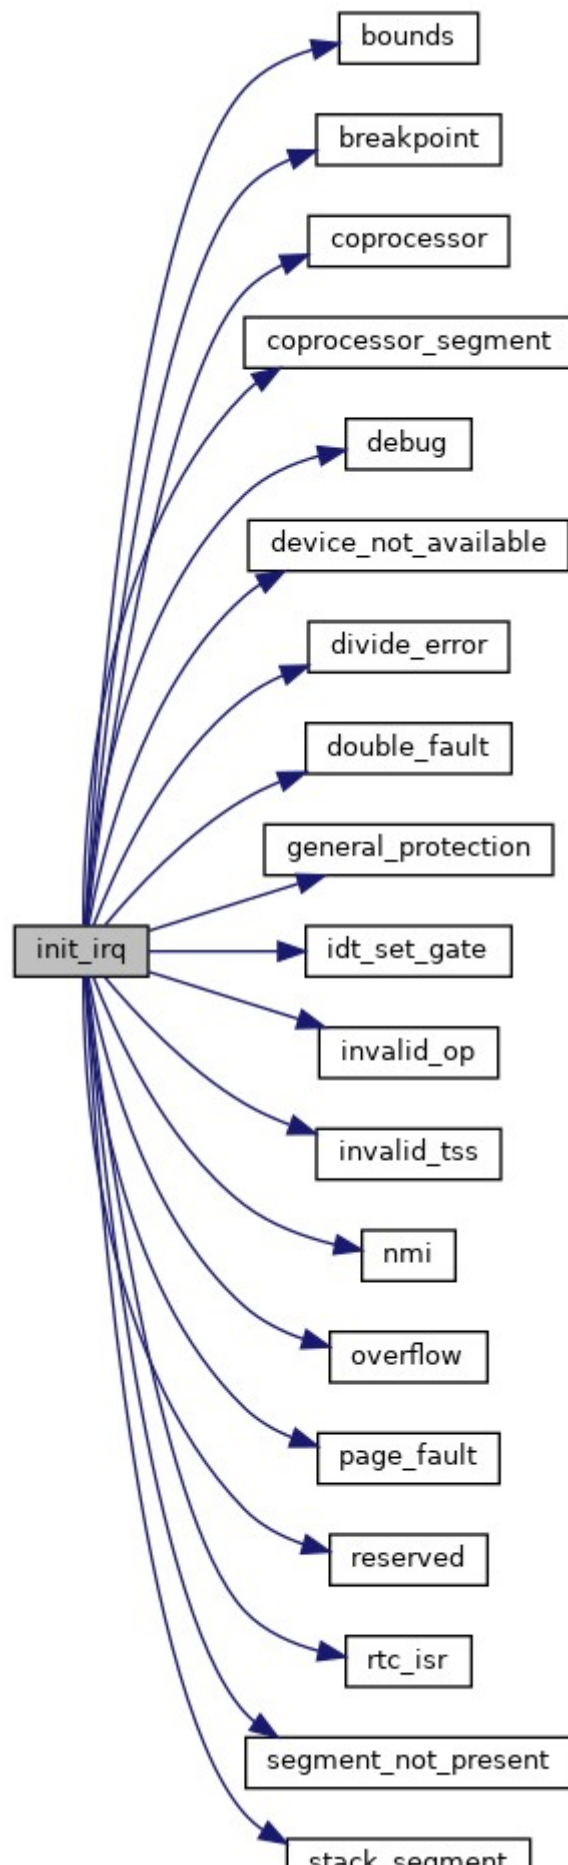 bounds
breakpoint
coprocessor
coprocessor_segment
debug
device_not_available
divide_error
double_fault
general_protection
init_irq
idt_set_gate
invalid_op
invalid_tss
nmi
overflow
page_fault
reserved
rtc_isr
segment_not_present
stack_segment